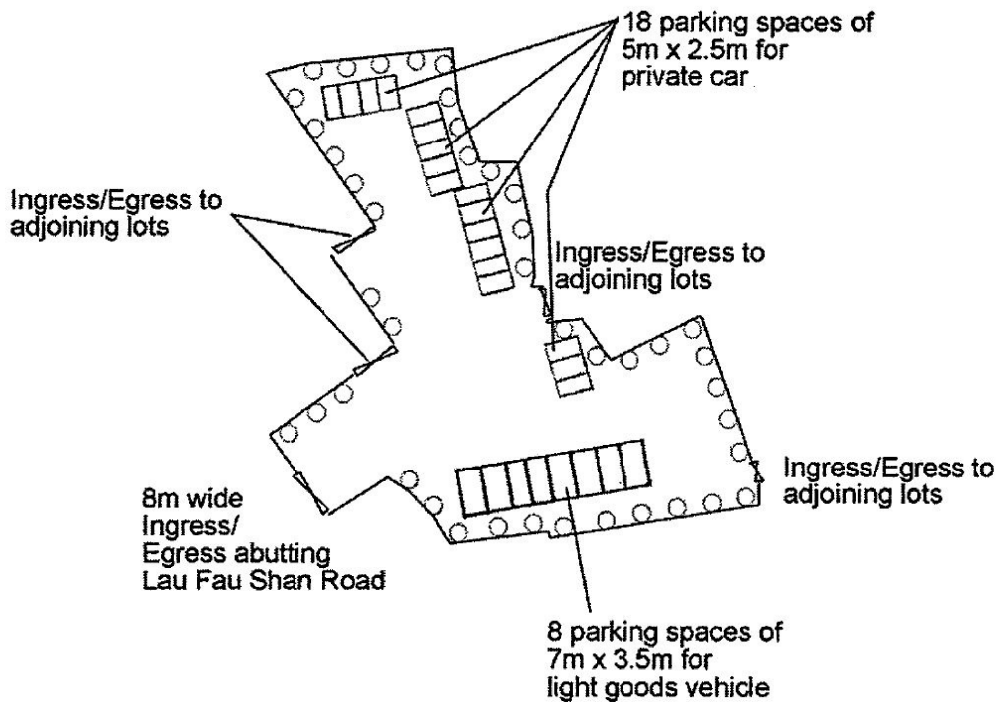 18 parking spaces of
5m x 2.5m for
private car
Ingress/Egress to
adjoining lots
Ingress/Egress to
adjoining lots
Ingress/Egress to
adjoining lots
8m wide
Ingress/
Egress abutting
Lau Fau Shan Road
8 parking spaces of
7m x 3.5m for
light goods vehicle